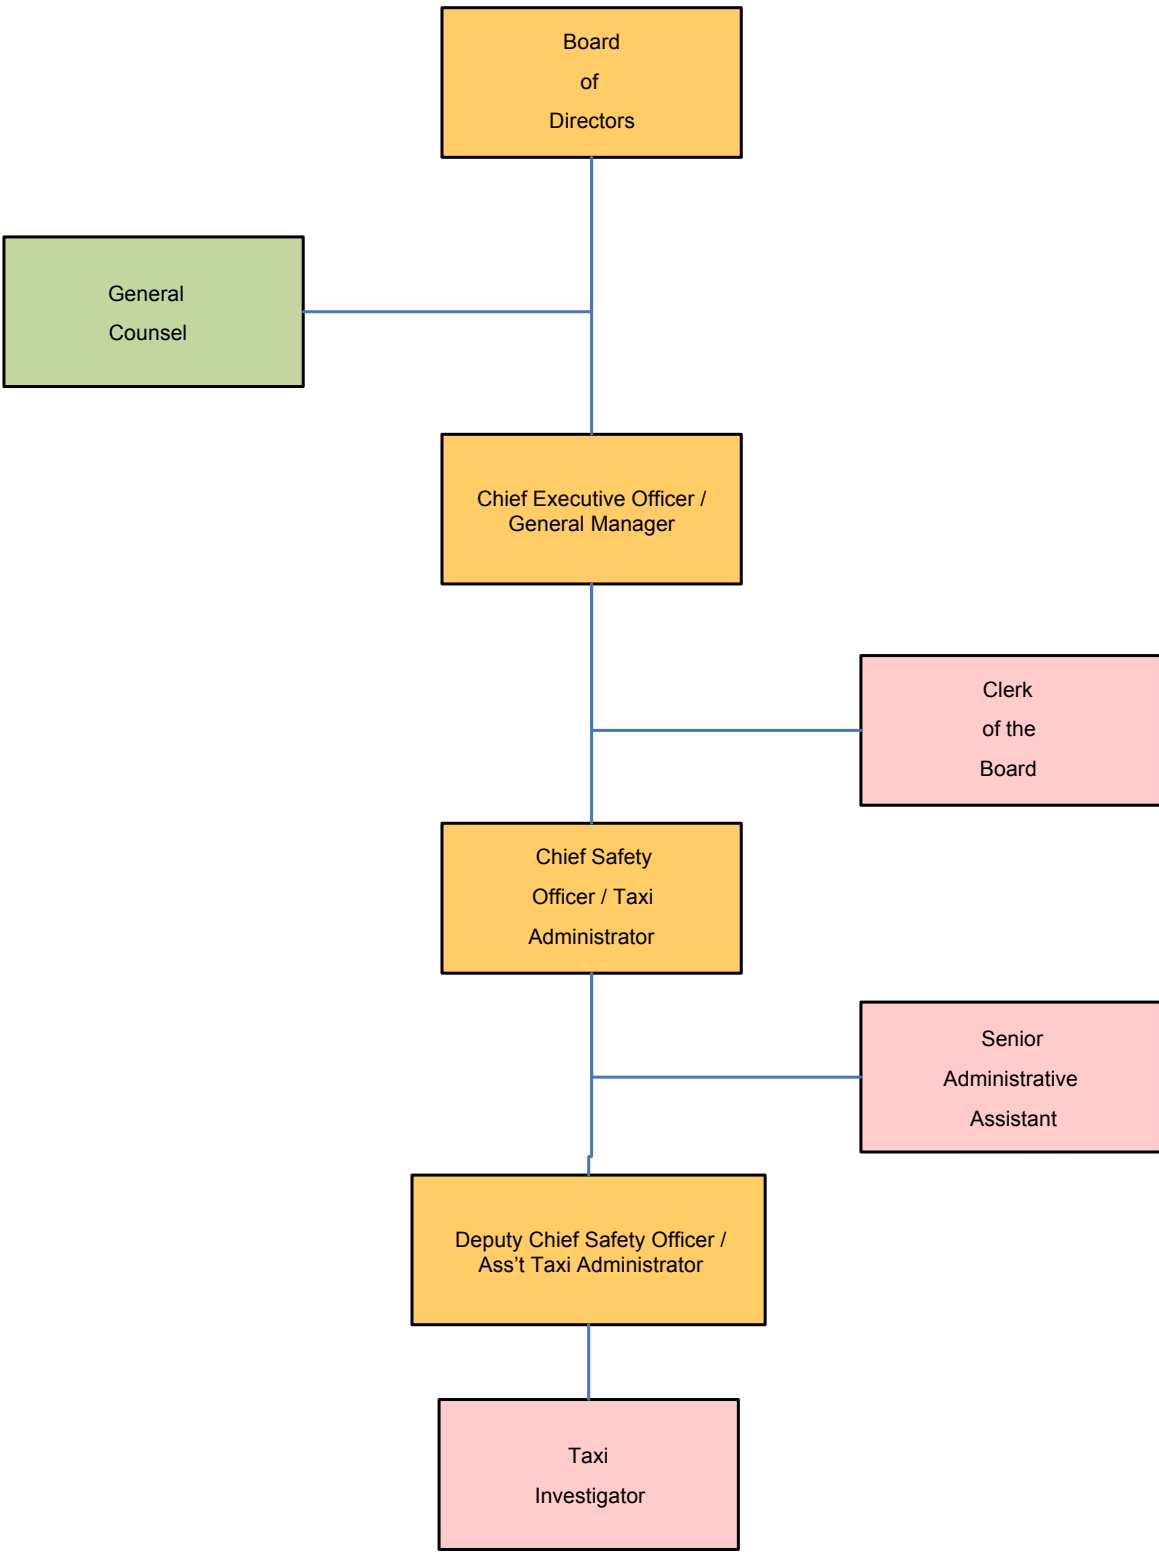 Board
of
Directors
General
Counsel
Chief Executive Officer /
General Manager
Clerk
of the
Board
Chief Safety
Officer / Taxi
Administrator
Senior
Administrative
Assistant
Deputy Chief Safety Officer /
Ass’t Taxi Administrator
Taxi
Investigator